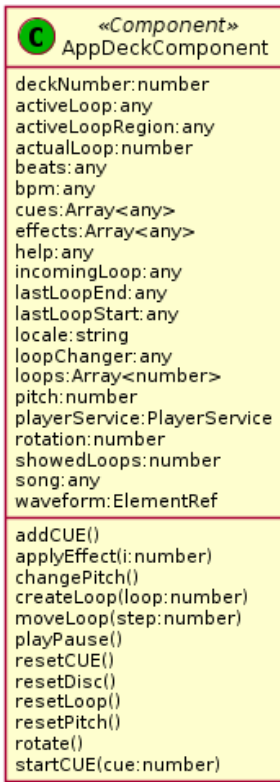 C
«Component»
AppDeckComponent
deckNumber:number
activeLoop:any
activeLoopRegion:any
actualLoop:number
beats:any
bpm:any
cues:Array<any>
effects:Array<any>
help:any
incomingLoop:any
lastLoopEnd:any
lastLoopStart:any
locale:string
loopChanger:any
loops:Array<number>
pitch:number
playerService:PlayerService
rotation:number
showedLoops:number
song:any
waveform:ElementRef
addCUE()
applyEffect(i:number)
changePitch()
createLoop(loop:number)
moveLoop(step:number)
playPause()
resetCUE()
resetDisc()
resetLoop()
resetPitch()
rotate()
startCUE(cue:number)